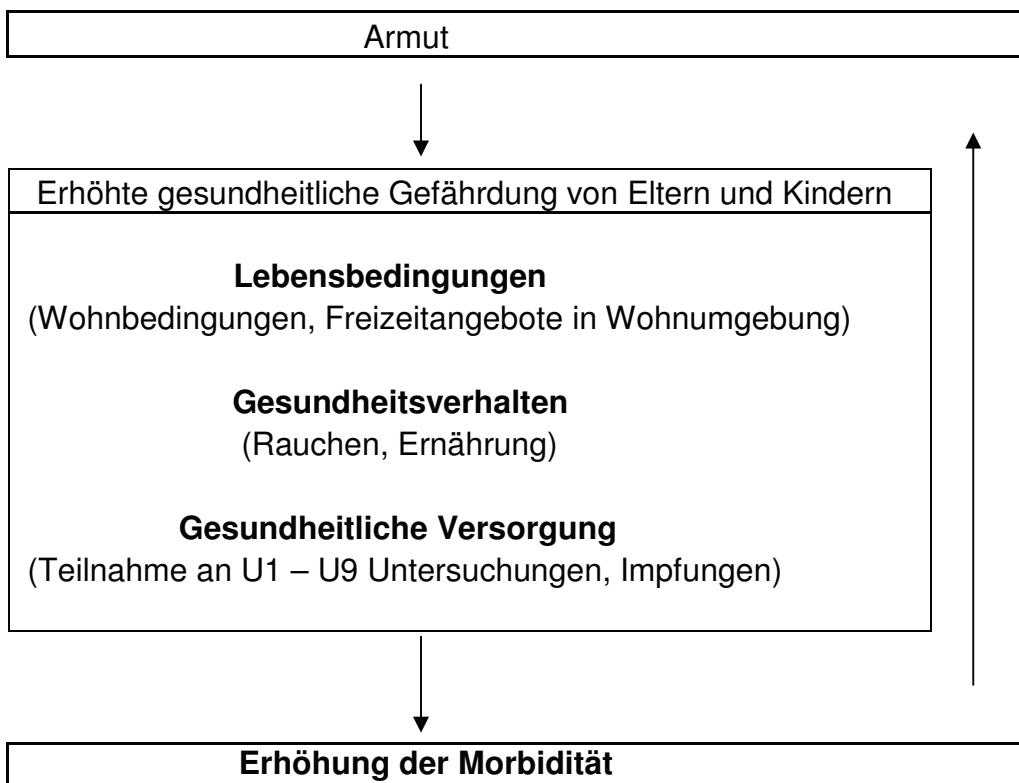 Armut
Erhöhte gesundheitliche Gefährdung von Eltern und Kindern
Lebensbedingungen
(Wohnbedingungen, Freizeitangebote in Wohnumgebung)
Gesundheitsverhalten
(Rauchen, Ernährung)
Gesundheitliche Versorgung
(Teilnahme an U1 – U9 Untersuchungen, Impfungen)
Erhöhung der Morbidität